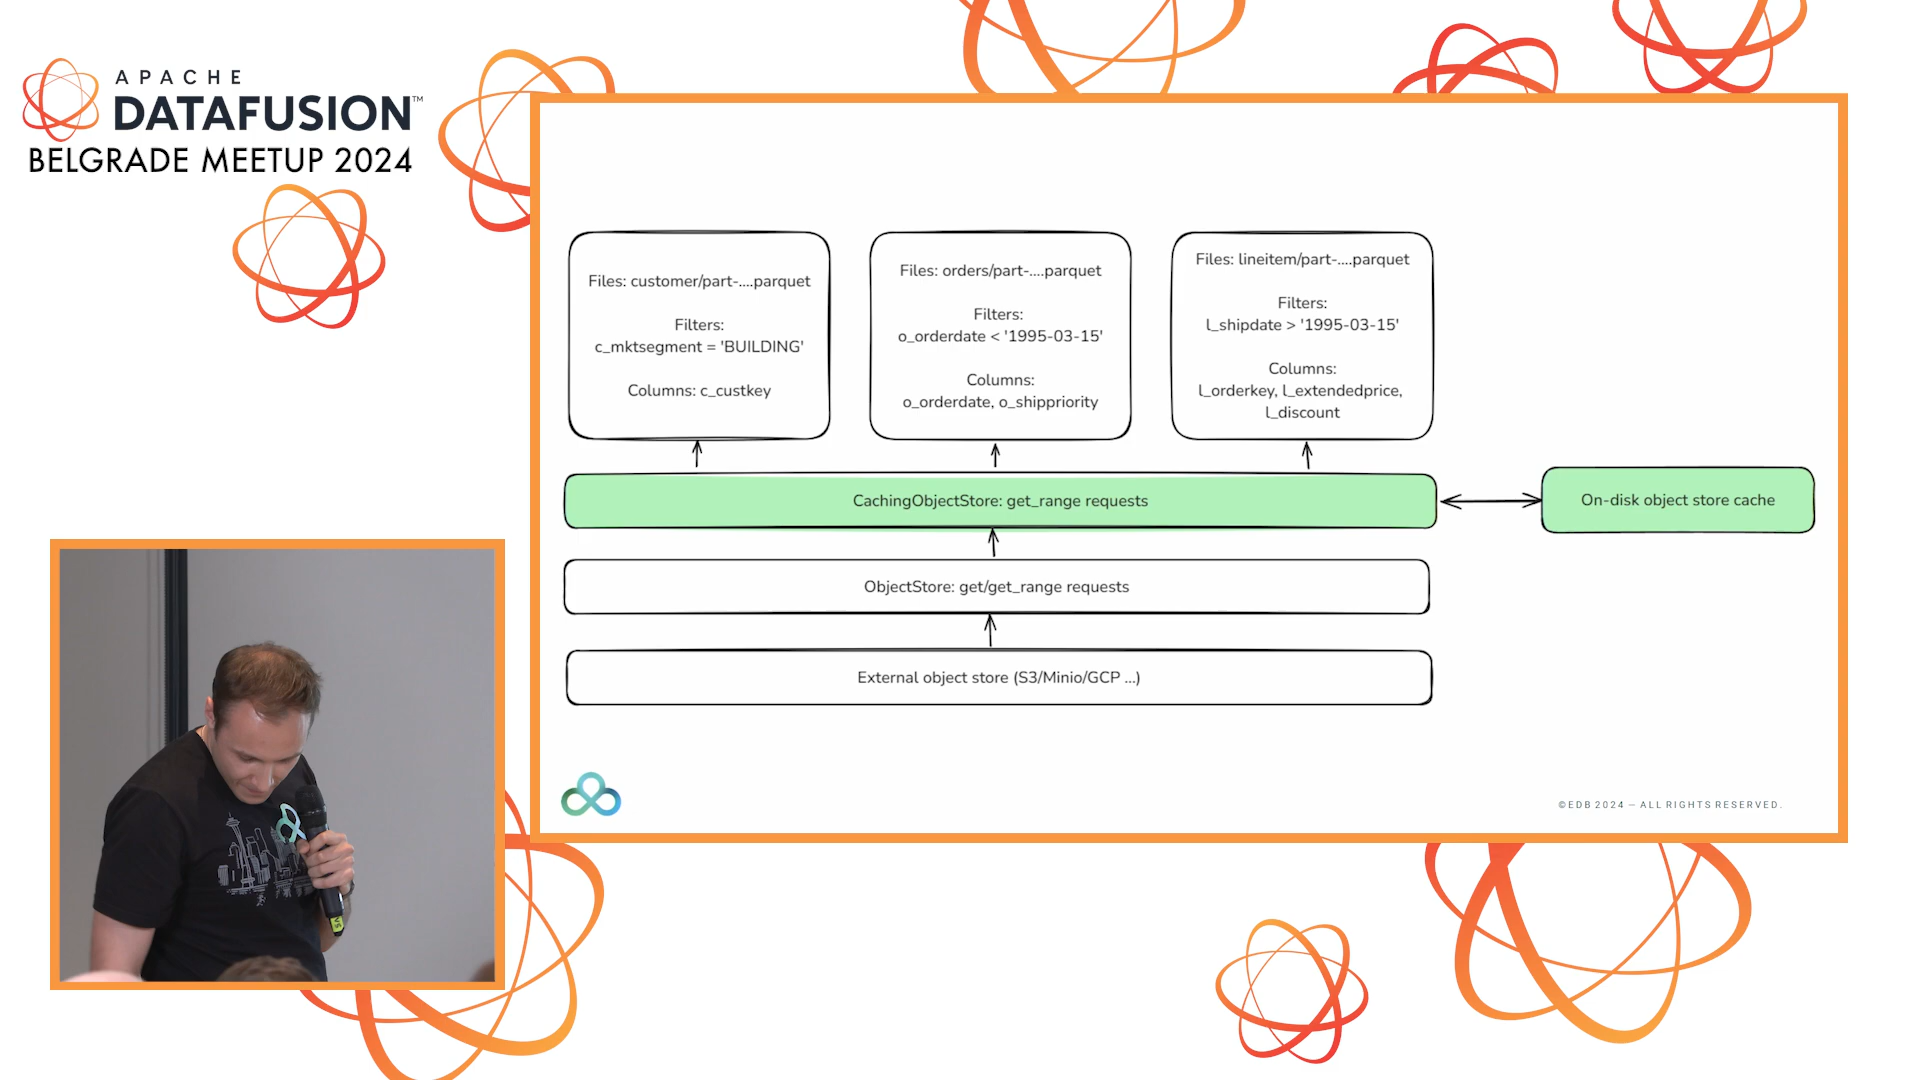 APACHE
DATAFUSION™
BELGRADE MEETUP 2024
Files: customer/part-....parquet
Filters:
c_mktsegment = 'BUILDING'
Columns: c_custkey
Files: orders/part-....parquet
Filters:
o_orderdate < '1995-03-15'
Columns:
o_orderdate, o_shippriority
Files: lineitem/part-....parquet
Filters:
l_shipdate > '1995-03-15'
Columns:
l_orderkey, l_extendedprice,
l_discount
CachingObjectStore: get_range requests
On-disk object store cache
ObjectStore: get/get_range requests
External object store (S3/Minio/GCP ...)
©EDB 2024 — ALL RIGHTS RESERVED.